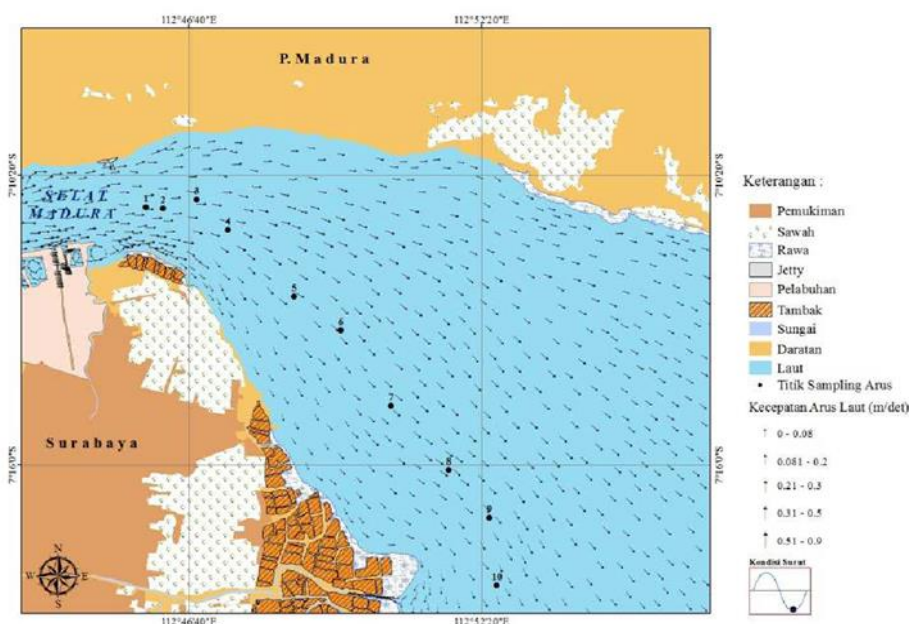 112°46'40"E 112°52'20"E
P. Madura
7°10'20"S 7°10'20"S
SELAT
MADURA
1 2 3
4
5
6
7
8
9
10
Surabaya
7°16'0"S 7°16'0"S
N
W E
S
112°46'40"E 112°52'20"E
Keterangan :
Pemukiman
Sawah
Rawa
Jetty
Pelabuhan
Tambak
Sungai
Daratan
Laut
Titik Sampling Arus
Kecepatan Arus Laut (m/det)
0 - 0.08
0.081 - 0.2
0.21 - 0.3
0.31 - 0.5
0.51 - 0.9
Kondisi Surut